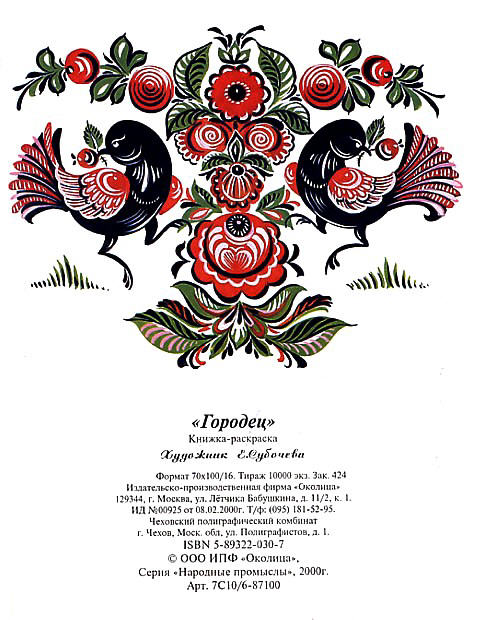 «Городец»
Книжка-раскраска
Художник Е.Субочева
Формат 70х100/16. Тираж 10000 экз. Зак. 424
Издательско-производственная фирма «Околица»
129344, г. Москва, ул. Лётчика Бабушкина, д. 11/2, к. 1.
ИД №00925 от 08.02.2000г. Т/ф: (095) 181-52-95.
Чеховский полиграфический комбинат
г. Чехов, Моск. обл, ул. Полиграфистов, д. 1.
ISBN 5-89322-030-7
© ООО ИПФ «Околица»,
Серия «Народные промыслы», 2000г.
Арт. 7С10/6-87100